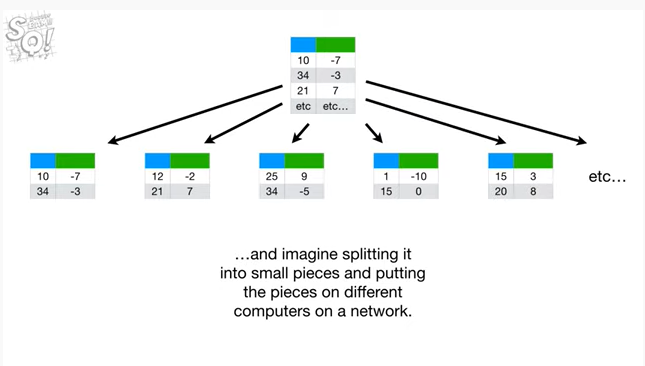 SQ!
10 -7
34 -3
21 7
etc etc...
10 -7
34 -3
12 -2
21 7
25 9
34 -5
1 -10
15 0
15 3
20 8
etc...
...and imagine splitting it
into small pieces and putting
the pieces on different
computers on a network.